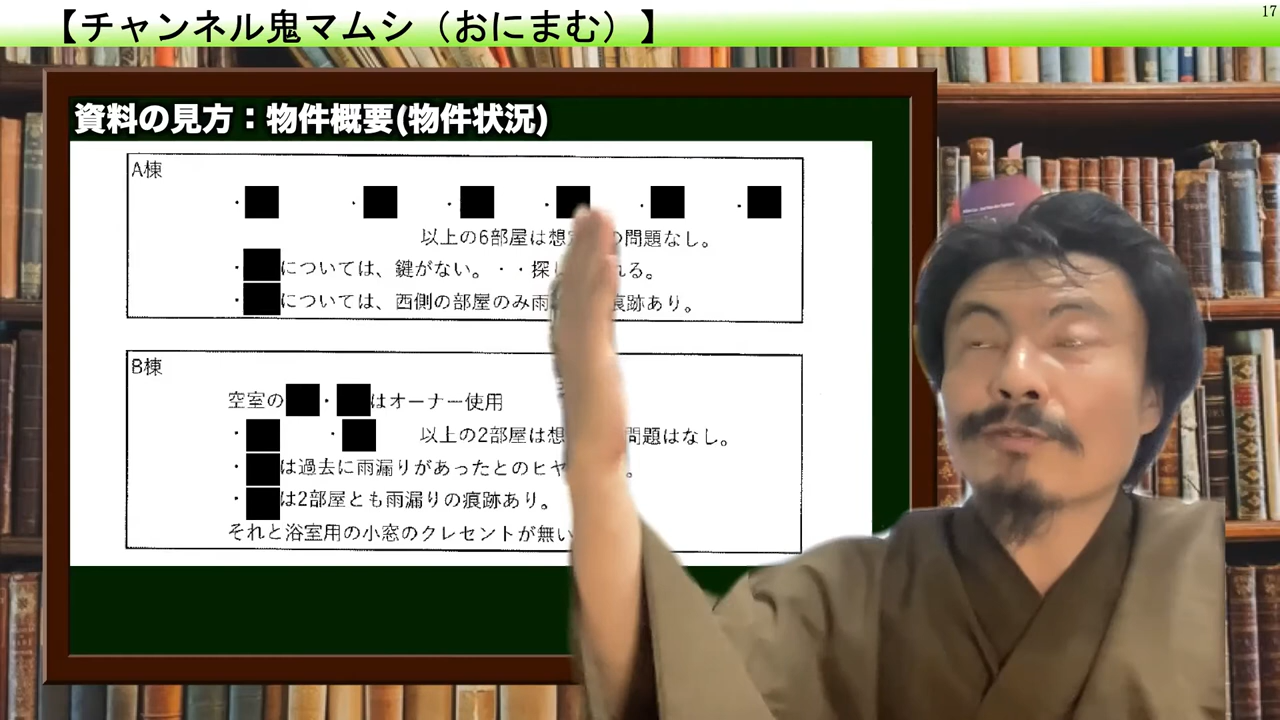 【チャンネル鬼マムシ（おにまむ）】
17
資料の見方：物件概要(物件状況)
A棟
・ ・ ・ ・ ・ ・
以上の6部屋は想 の問題なし。
・ については、鍵がない。・・探 れる。
・ については、西側の部屋のみ雨 痕跡あり。
B棟
空室の ・ はオーナー使用
・ ・ 以上の2部屋は想 問題はなし。
・ は過去に雨漏りがあったとのヒヤ 。
・ は2部屋とも雨漏りの痕跡あり。
それと浴室用の小窓のクレセントが無い